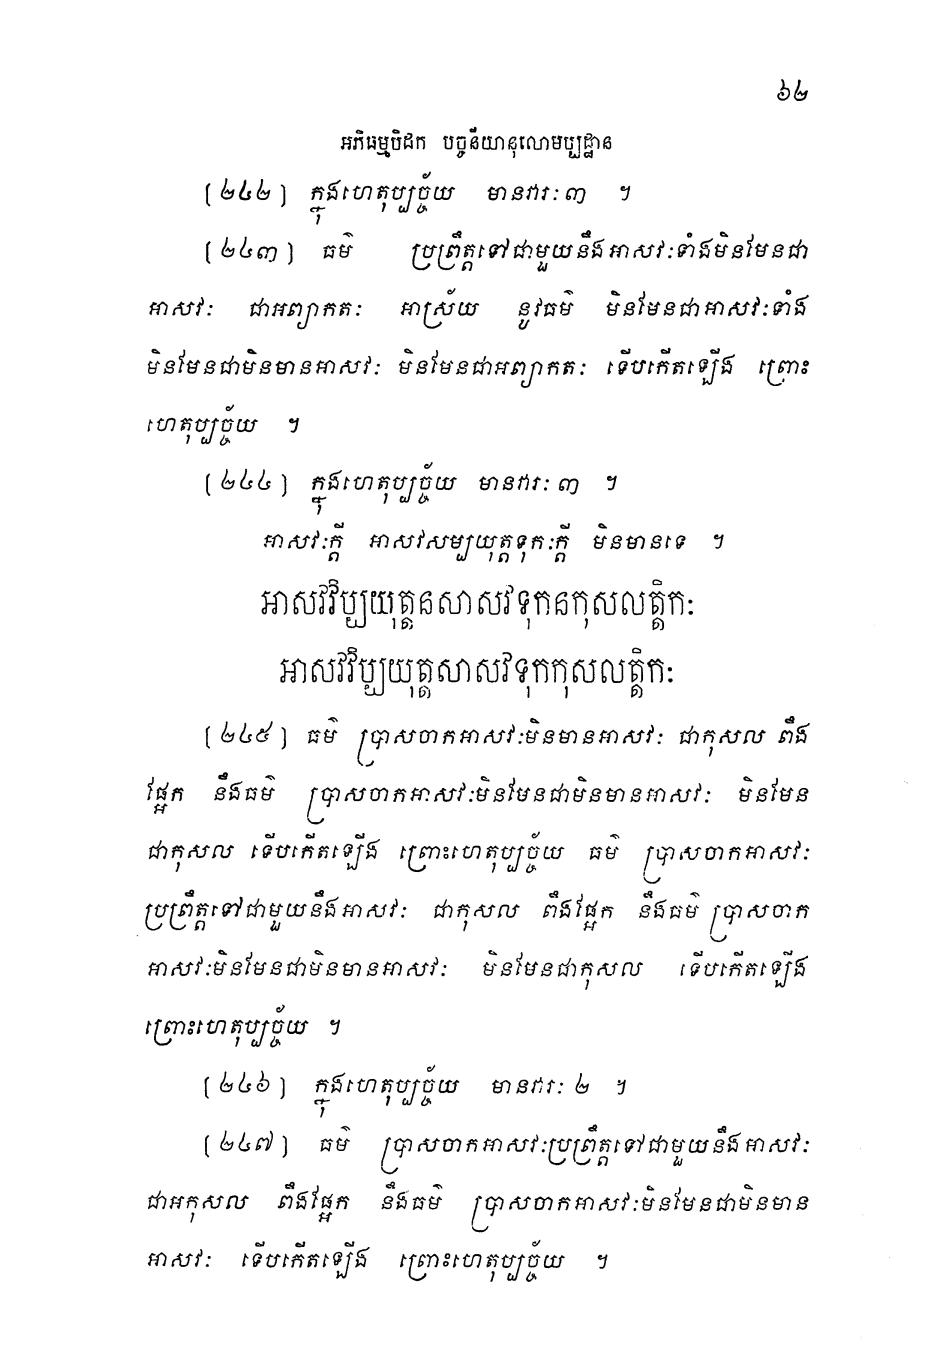 ៦២
អភិធម្មបិដក បច្ចនីយានុលោមប្បដ្ឋាន
[២៤២] ក្នុងហេតុប្បច្ច័យ មានវារៈ ៣ ។
[២៤៣] ធម៌ ប្រព្រឹត្តទៅជាមួយនឹងអាសវៈទាំងមិនមែនជា
អាសវៈ ជាអព្យាកតៈ អាស្រ័យ នូវធម៌ មិនមែនជាអាសវៈទាំង
មិនមែនជាមិនមានអាសវៈ មិនមែនជាអព្យាកតៈ ទើបកើតឡើង ព្រោះ
ហេតុប្បច្ច័យ ។
[២៤៤] ក្នុងហេតុប្បច្ច័យ មានវារៈ ៣ ។
អាសវៈក្តី អាសវសម្បយុត្តទុកៈក្តី មិនមានទេ ។
អាសវវិប្បយុត្តនសាសវទុកនកុសលត្តិកៈ
អាសវវិប្បយុត្តសាសវទុកកុសលត្តិកៈ
[២៤៥] ធម៌ ប្រាសចាកអាសវៈមិនមានអាសវៈ ជាកុសល ពឹង
ផ្អែក នឹងធម៌ ប្រាសចាកអាសវៈមិនមែនជាមិនមានអាសវៈ មិនមែន
ជាកុសល ទើបកើតឡើង ព្រោះហេតុប្បច្ច័យ ធម៌ ប្រាសចាកអាសវៈ
ប្រព្រឹត្តទៅជាមួយនឹងអាសវៈ ជាកុសល ពឹងផ្អែក នឹងធម៌ ប្រាសចាក
អាសវៈមិនមែនជាមិនមានអាសវៈ មិនមែនជាកុសល ទើបកើតឡើង
ព្រោះហេតុប្បច្ច័យ ។
[២៤៦] ក្នុងហេតុប្បច្ច័យ មានវារៈ ២ ។
[២៤៧] ធម៌ ប្រាសចាកអាសវៈប្រព្រឹត្តទៅជាមួយនឹងអាសវៈ
ជាអកុសល ពឹងផ្អែក នឹងធម៌ ប្រាសចាកអាសវៈមិនមែនជាមិនមាន
អាសវៈ ទើបកើតឡើង ព្រោះហេតុប្បច្ច័យ ។